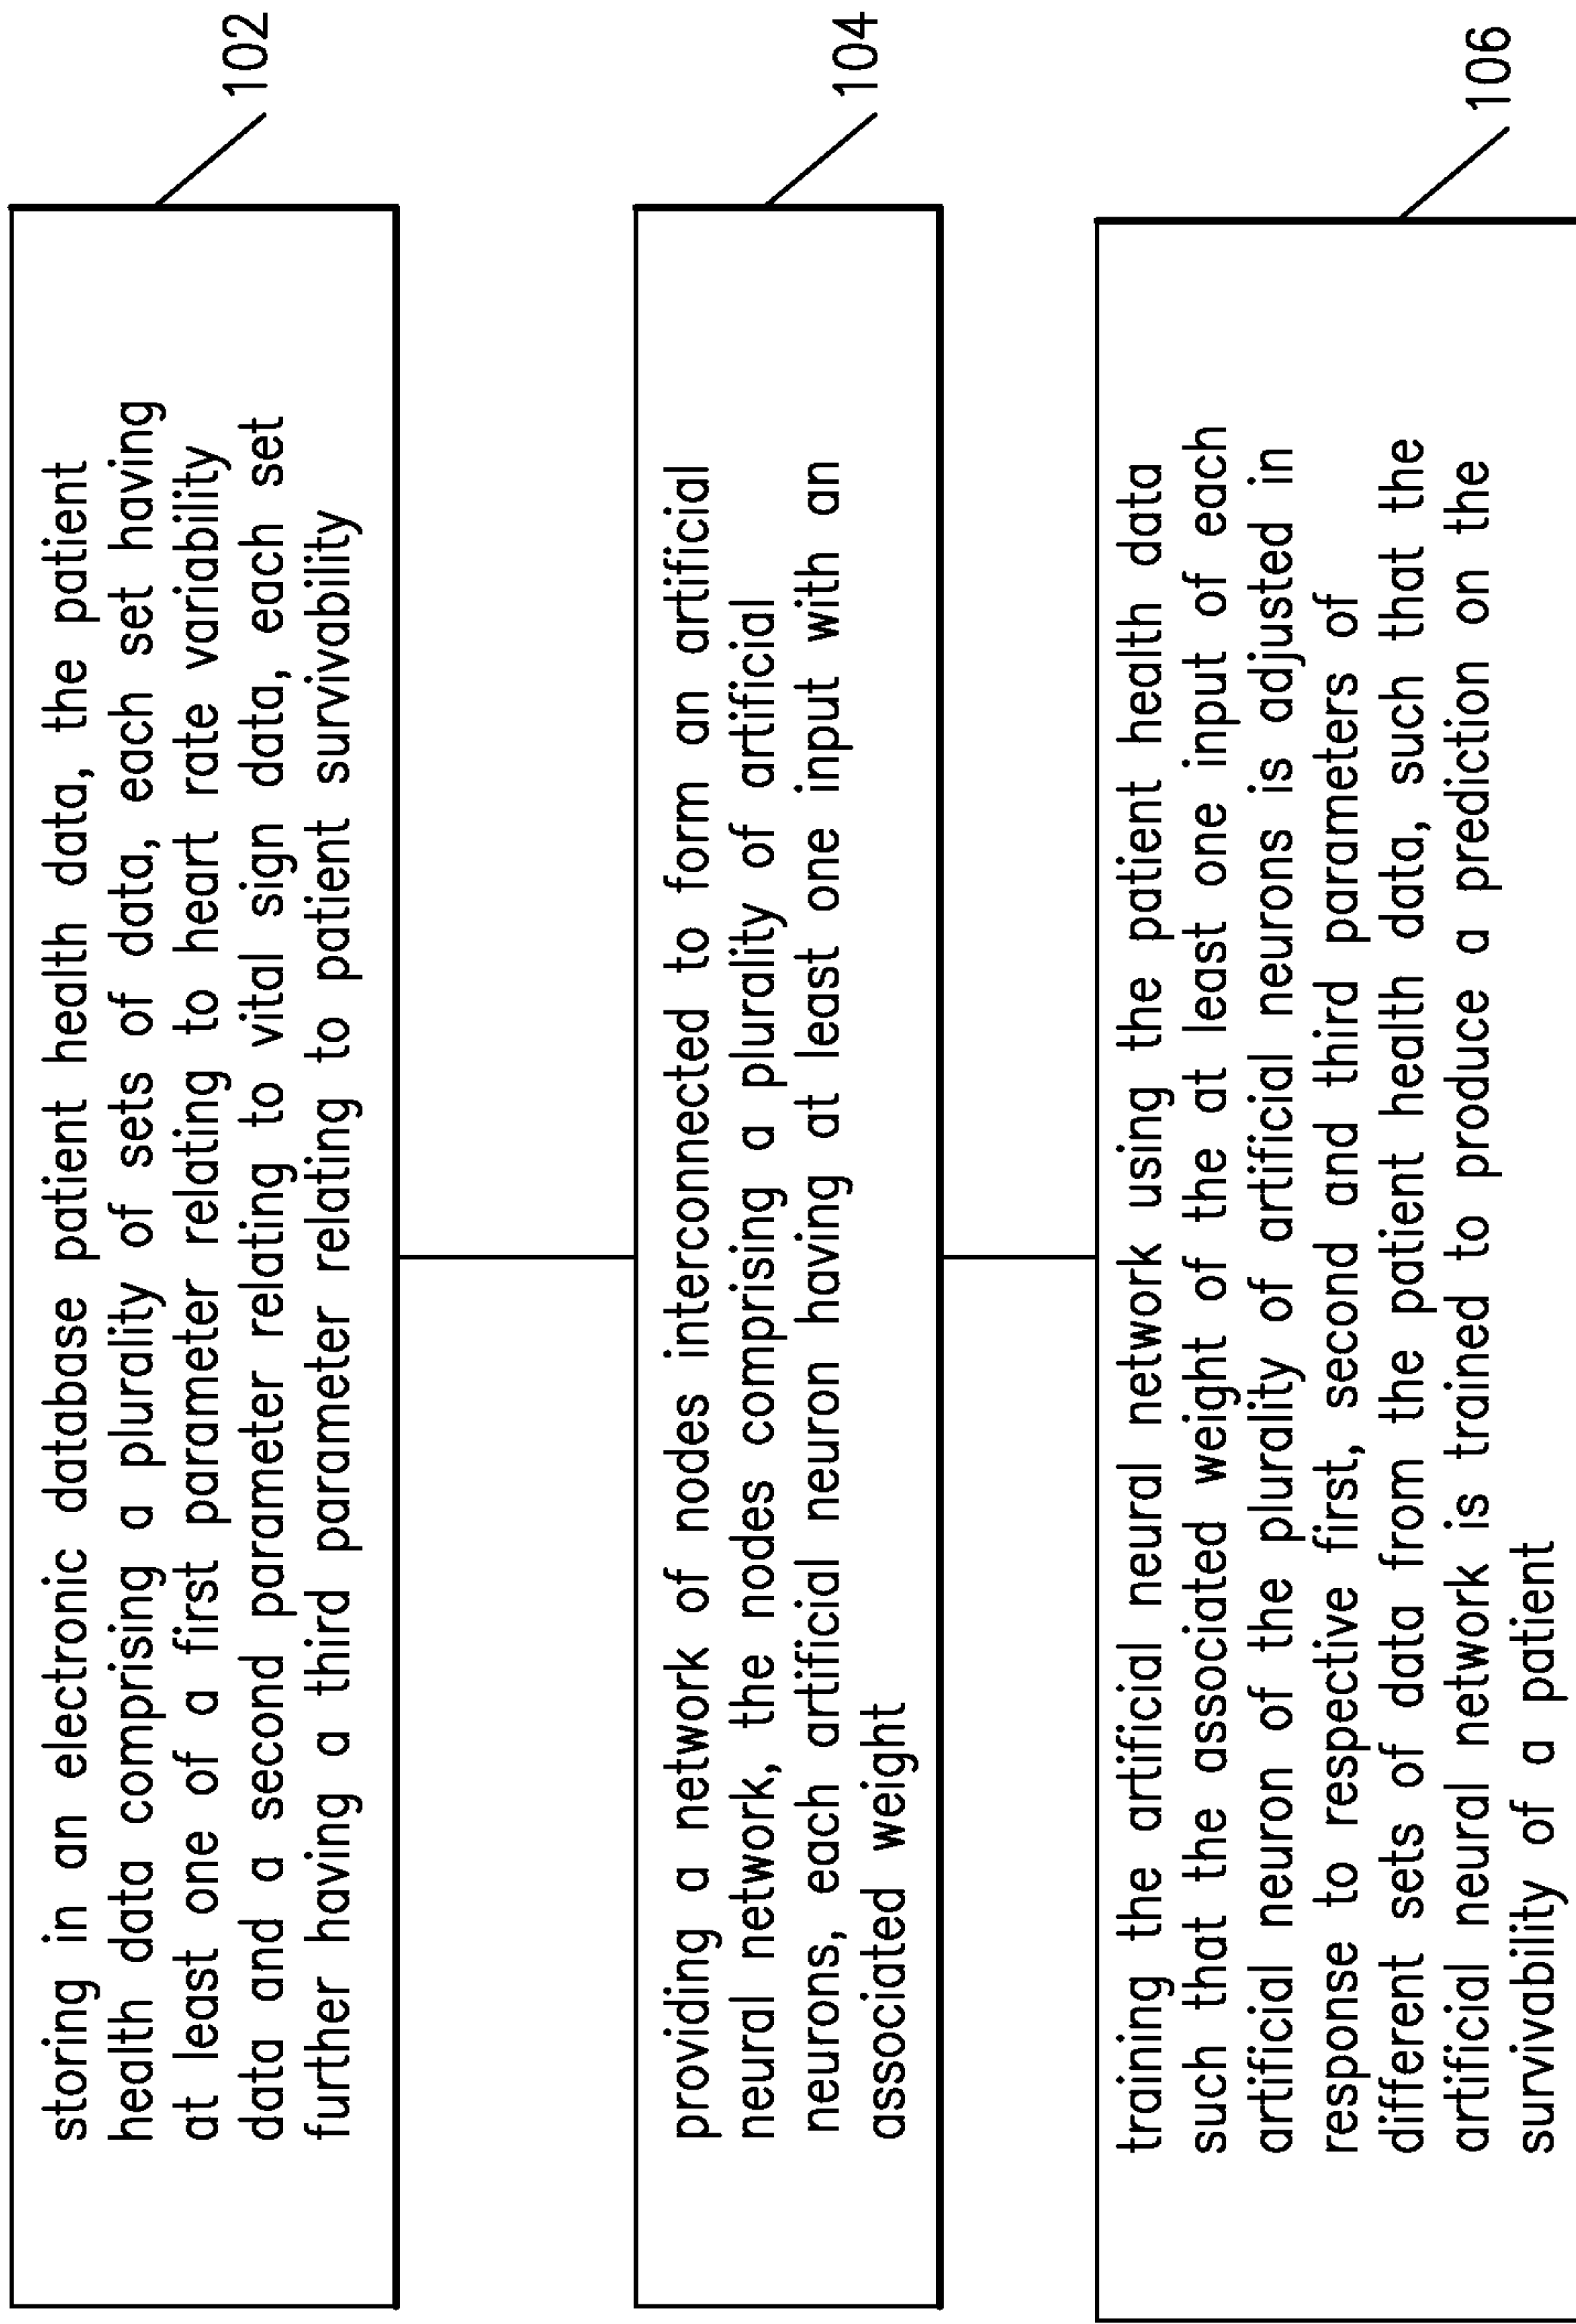 storing in an electronic database patient health data, the patient
health data comprising a plurality of sets of data, each set having
at least one of a first parameter relating to heart rate variability
data and a second parameter relating to vital sign data, each set
further having a third parameter relating to patient survivability
102
providing a network of nodes interconnected to form an artificial
neural network, the nodes comprising a plurality of artificial
neurons, each artificial neuron having at least one input with an
associated weight
104
training the artificial neural network using the patient health data
such that the associated weight of the at least one input of each
artificial neuron of the plurality of artificial neurons is adjusted in
response to respective first, second and third parameters of
different sets of data from the patient health data, such that the
artificial neural network is trained to produce a prediction on the
survivability of a patient
106